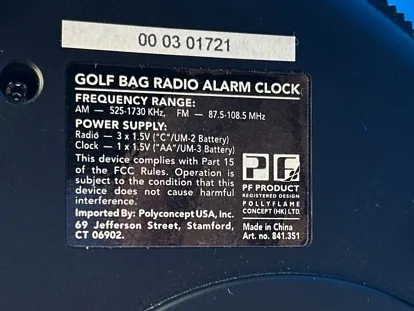 00 03 01721
GOLF BAG RADIO ALARM CLOCK
FREQUENCY RANGE:
AM — 525-1730 KHz, FM — 87.5-108.5 MHz
POWER SUPPLY:
Radio — 3 x 1.5V ("C"/UM-2 Battery)
Clock — 1 x 1.5V ("AA"/UM-3 Battery)
This device complies with Part 15
of the FCC Rules. Operation is
subject to the condition that this
device does not cause harmful
interference.
Imported By: Polyconcept USA, Inc.
69 Jefferson Street, Stamford,
CT 06902.
PF
PF PRODUCT
REGISTERED DESIGN
POLLYFLAME
CONCEPT (HK) LTD.
Made in China
Art. no. 841.351